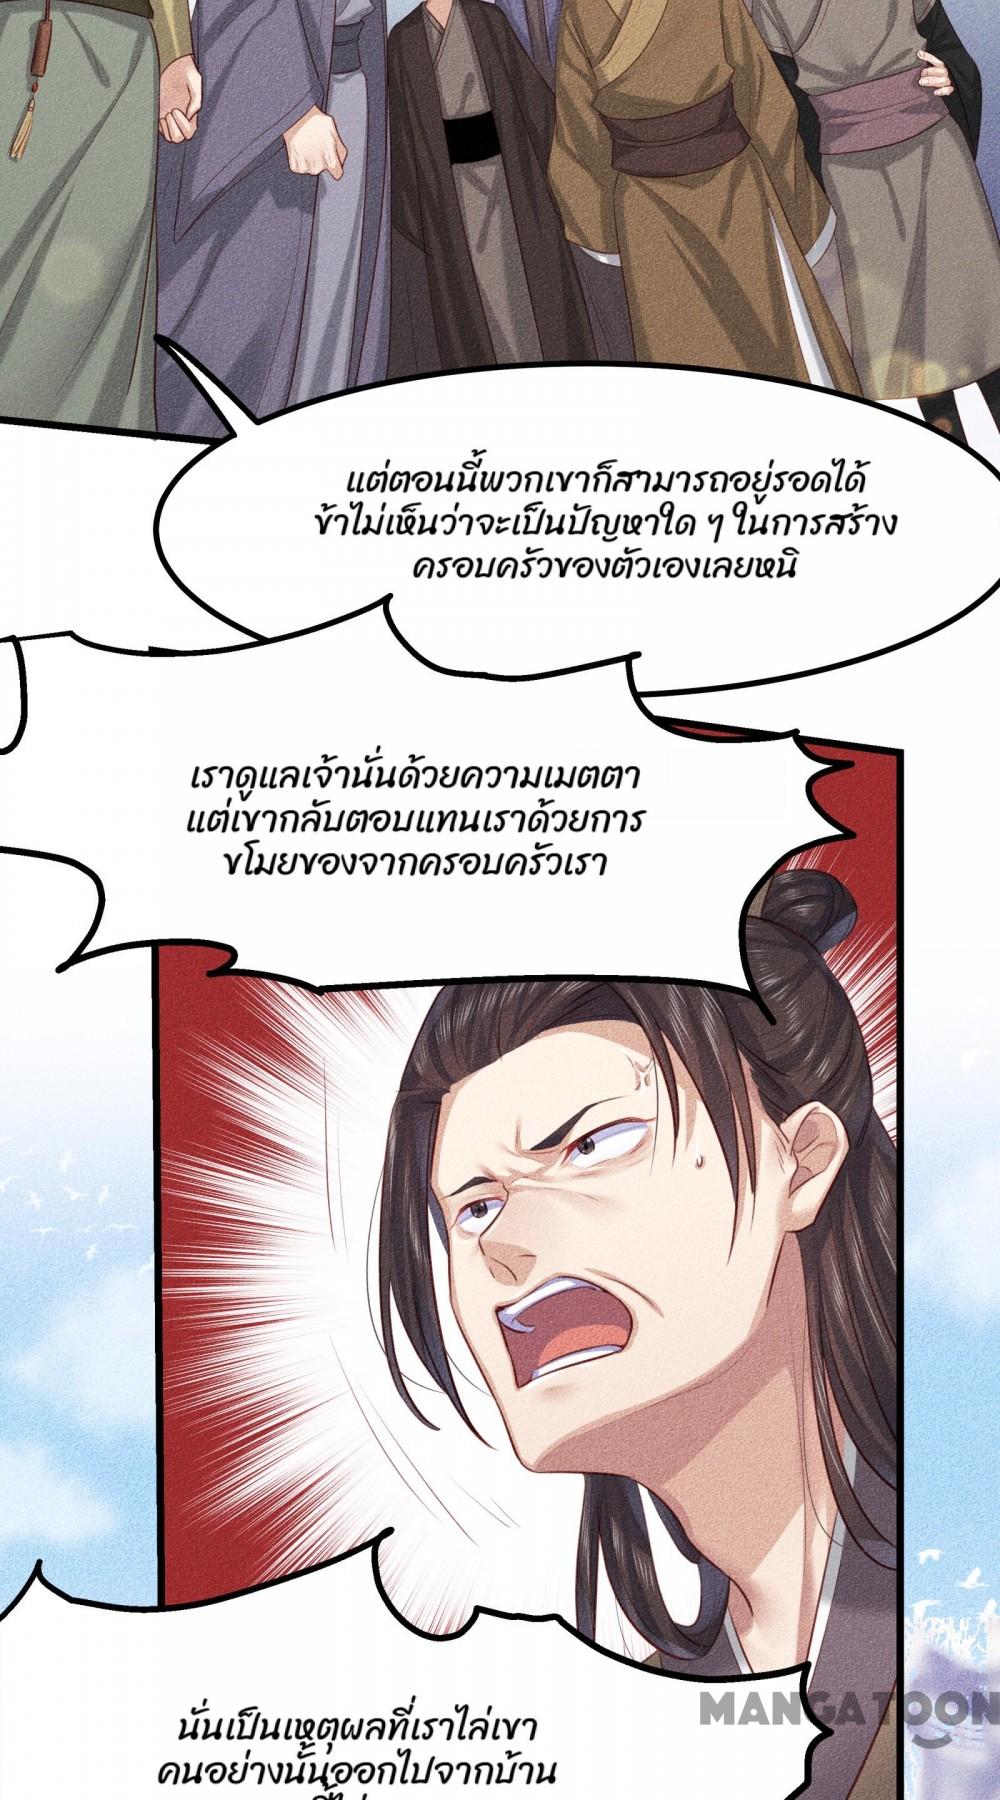 แต่ตอนนี้พวกเขาก็สามารถอยู่รอดได้
ข้าไม่เห็นว่าจะเป็นปัญหาใด ๆ ในการสร้าง
ครอบครัวของตัวเองเลยหนิ
เราดูแลเจ้านั่นด้วยความเมตตา
แต่เขากลับตอบแทนเราด้วยการ
ขโมยของจากครอบครัวเรา
นั่นเป็นเหตุผลที่เราไล่เขา
คนอย่างนั้นออกไปจากบ้าน
MANGATOON